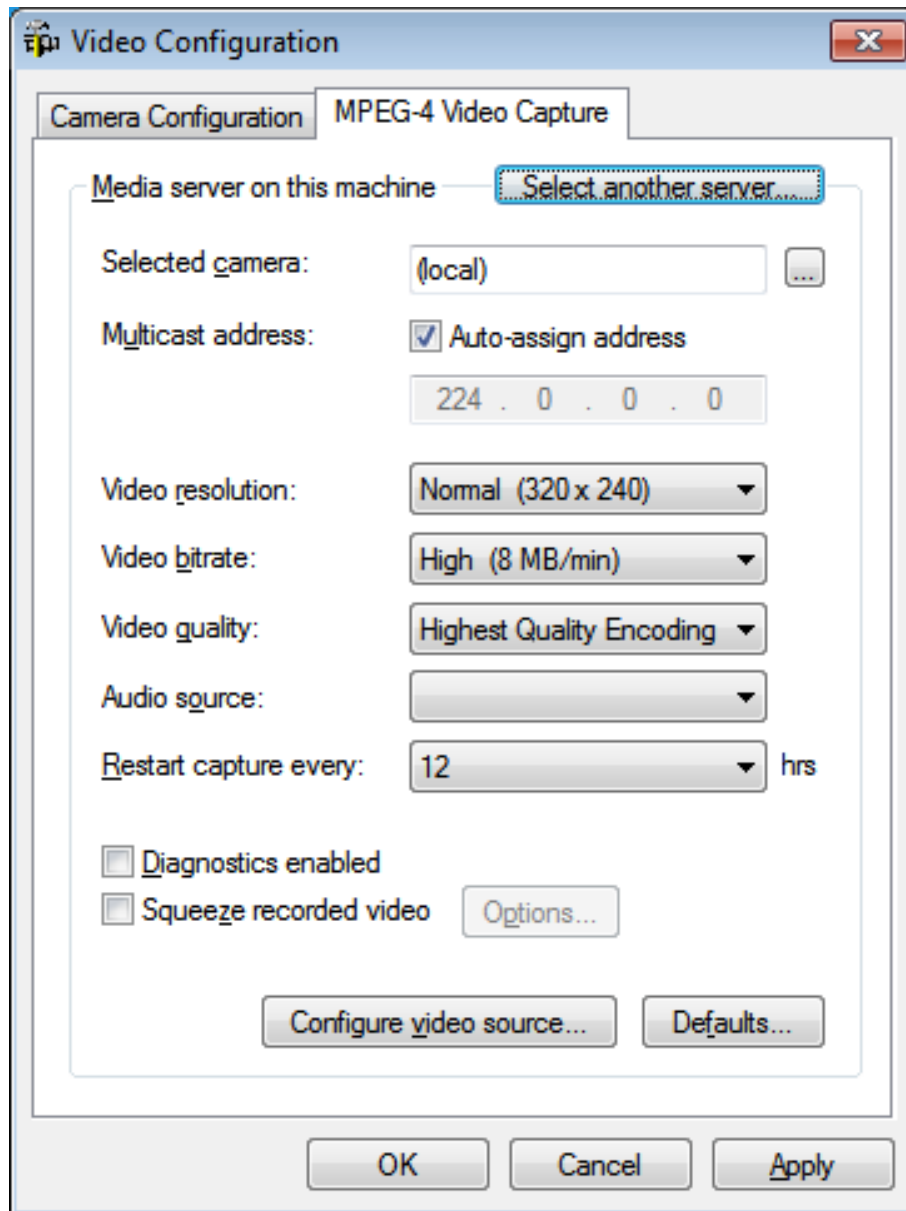 Video Configuration
Camera Configuration MPEG-4 Video Capture
Media server on this machine Select another server...
Selected camera: (local) ...
Multicast address: Auto-assign address
224 . 0 . 0 . 0
Video resolution: Normal (320 x 240)
Video bitrate: High (8 MB/min)
Video quality: Highest Quality Encoding
Audio source:
Restart capture every: 12 hrs
Diagnostics enabled
Squeeze recorded video Options...
Configure video source... Defaults...
OK Cancel Apply